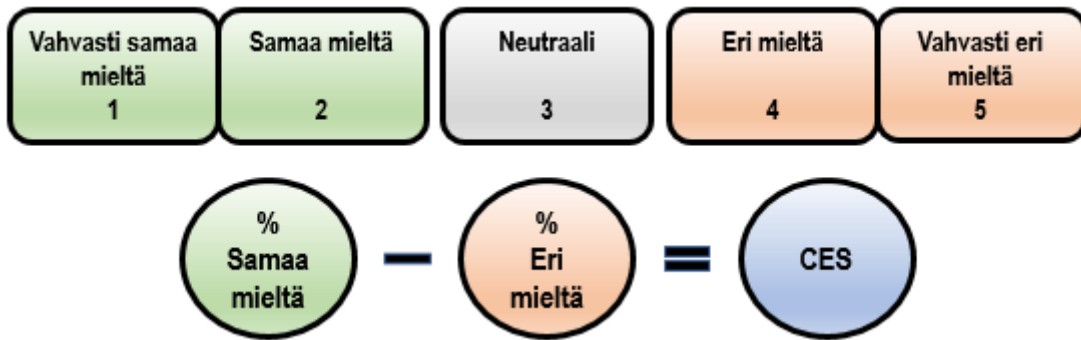 Vahvasti samaa
mieltä
1
Samaa mieltä
2
Neutraali
3
Eri mieltä
4
Vahvasti eri
mieltä
5
%
Samaa
mieltä
%
Eri
mieltä
CES